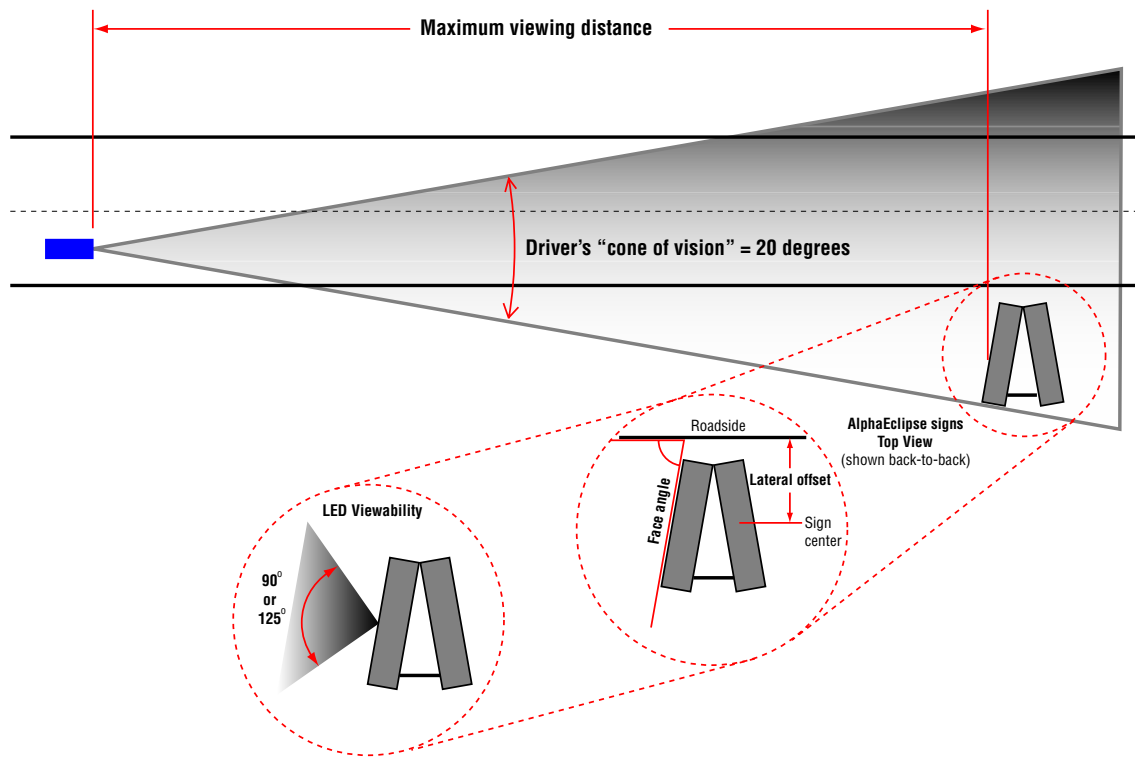 Maximum viewing distance
Driver's “cone of vision” = 20 degrees
AlphaEclipse signs
Top View
(shown back-to-back)
Roadside
Lateral offset
Face angle
Sign
center
LED Viewability
90°
or
125°